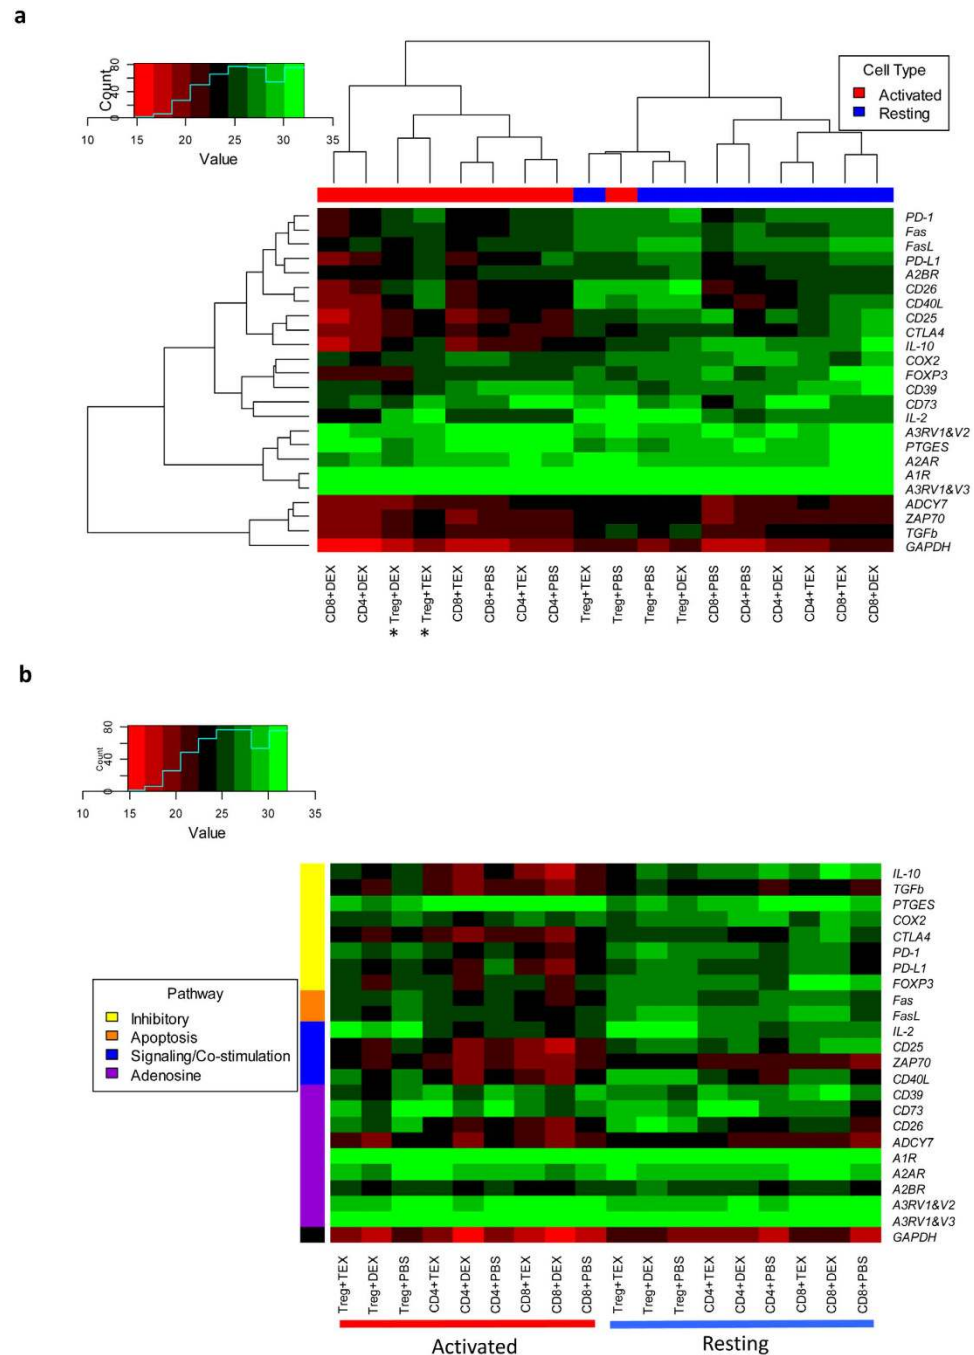 a
Count
0 40 80
10 15 20 25 30 35
Value
Cell Type
Activated
Resting
PD-1
Fas
FasL
PD-L1
A2BR
CD26
CD40L
CD25
CTLA4
IL-10
COX2
FOXP3
CD39
CD73
IL-2
A3RV1&V2
PTGES
A2AR
A1R
A3RV1&V3
ADCY7
ZAP70
TGFb
GAPDH
CD8+DEX
CD4+DEX
* Treg+DEX
* Treg+TEX
CD8+TEX
CD8+PBS
CD4+TEX
CD4+PBS
Treg+TEX
Treg+PBS
Treg+PBS
Treg+DEX
CD8+PBS
CD4+PBS
CD4+DEX
CD4+TEX
CD8+TEX
CD8+DEX
b
Count
0 40 80
10 15 20 25 30 35
Value
Pathway
Inhibitory
Apoptosis
Signaling/Co-stimulation
Adenosine
IL-10
TGFb
PTGES
COX2
CTLA4
PD-1
PD-L1
FOXP3
Fas
FasL
IL-2
CD25
ZAP70
CD40L
CD39
CD73
CD26
ADCY7
A1R
A2AR
A2BR
A3RV1&V2
A3RV1&V3
GAPDH
Treg+TEX
Treg+DEX
Treg+PBS
CD4+TEX
CD4+DEX
CD4+PBS
CD8+TEX
CD8+DEX
CD8+PBS
Treg+TEX
Treg+DEX
Treg+PBS
CD4+TEX
CD4+DEX
CD4+PBS
CD8+TEX
CD8+DEX
CD8+PBS
Activated
Resting